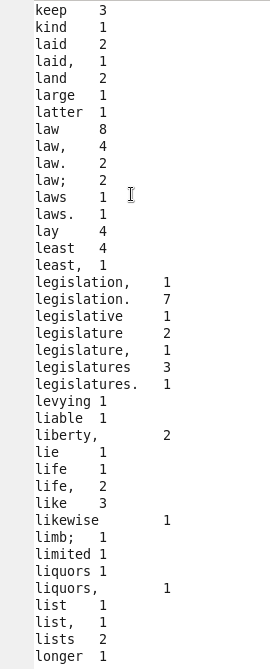 keep 3
kind 1
laid 2
laid, 1
land 2
large 1
latter 1
law 8
law, 4
law. 2
law; 2
laws 1
laws. 1
lay 4
least 4
least, 1
legislation, 1
legislation. 7
legislative 1
legislature 2
legislature, 1
legislatures 3
legislatures. 1
levying 1
liable 1
liberty, 2
lie 1
life 1
life, 2
like 3
likewise 1
limb; 1
limited 1
liquors 1
liquors, 1
list 1
list, 1
lists 2
longer 1